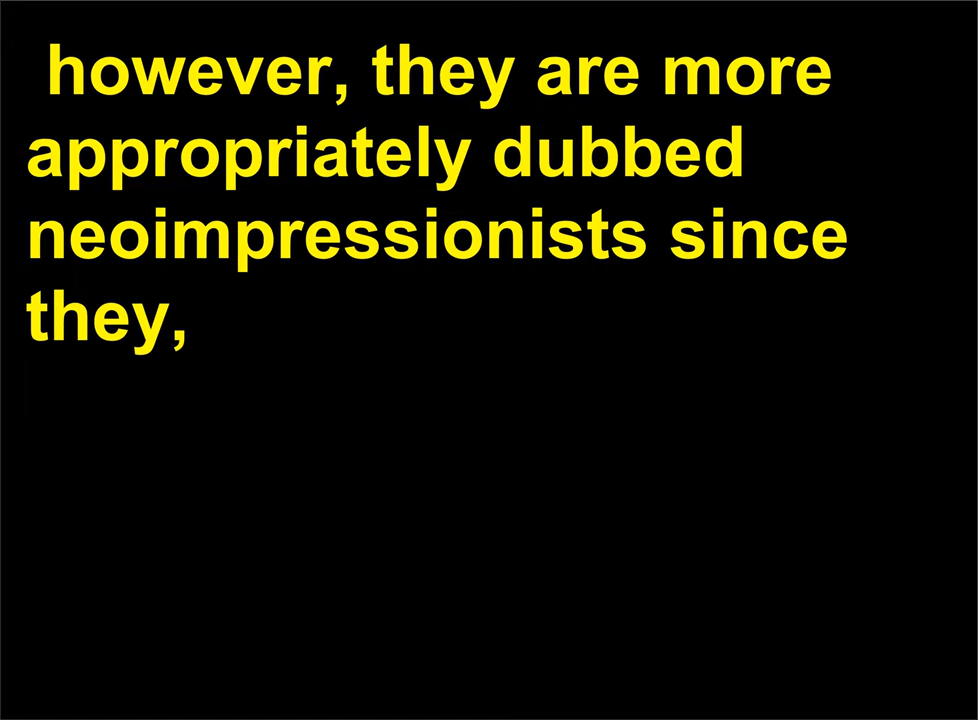 however, they are more
appropriately dubbed
neoimpressionists since
they,